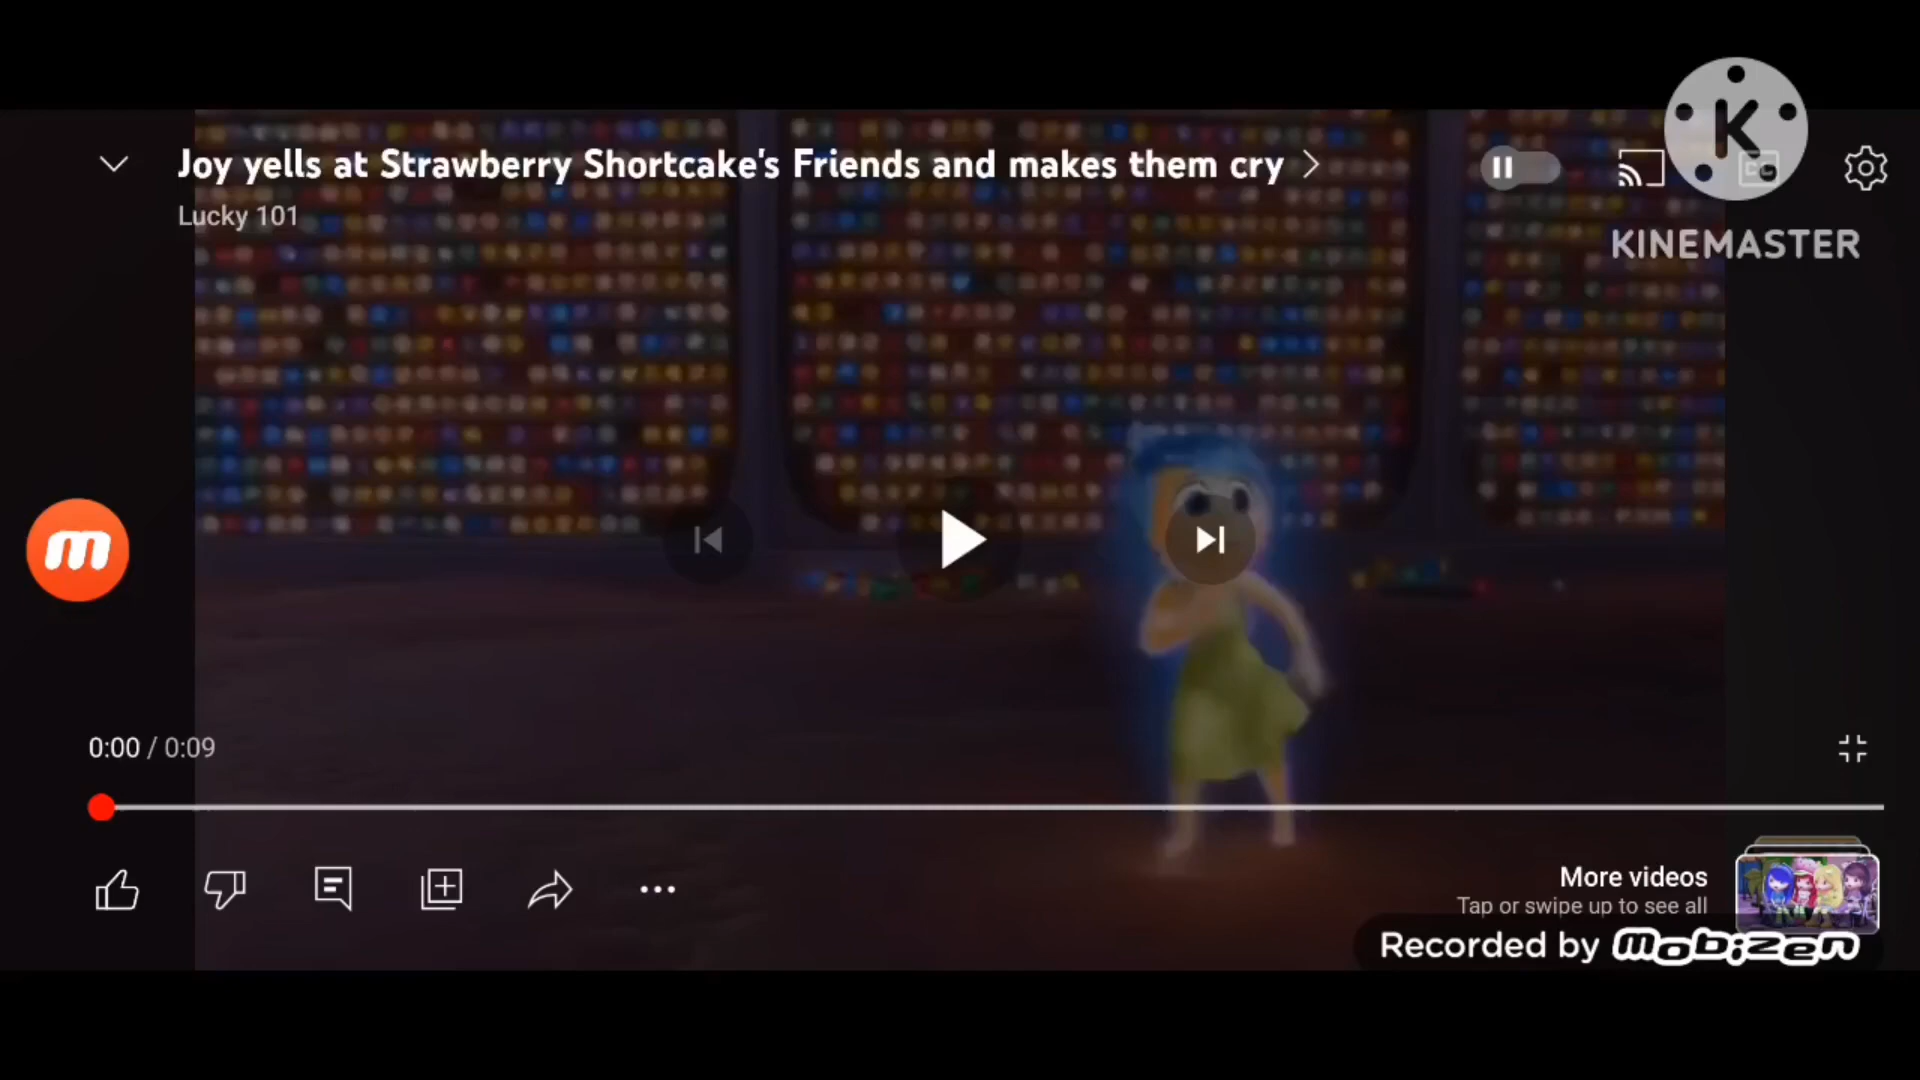 Joy yells at Strawberry Shortcake's Friends and makes them cry
Lucky 101
K
CC
KINEMASTER
m
0:00 / 0:09
More videos
Tap or swipe up to see all
Recorded by mobizen